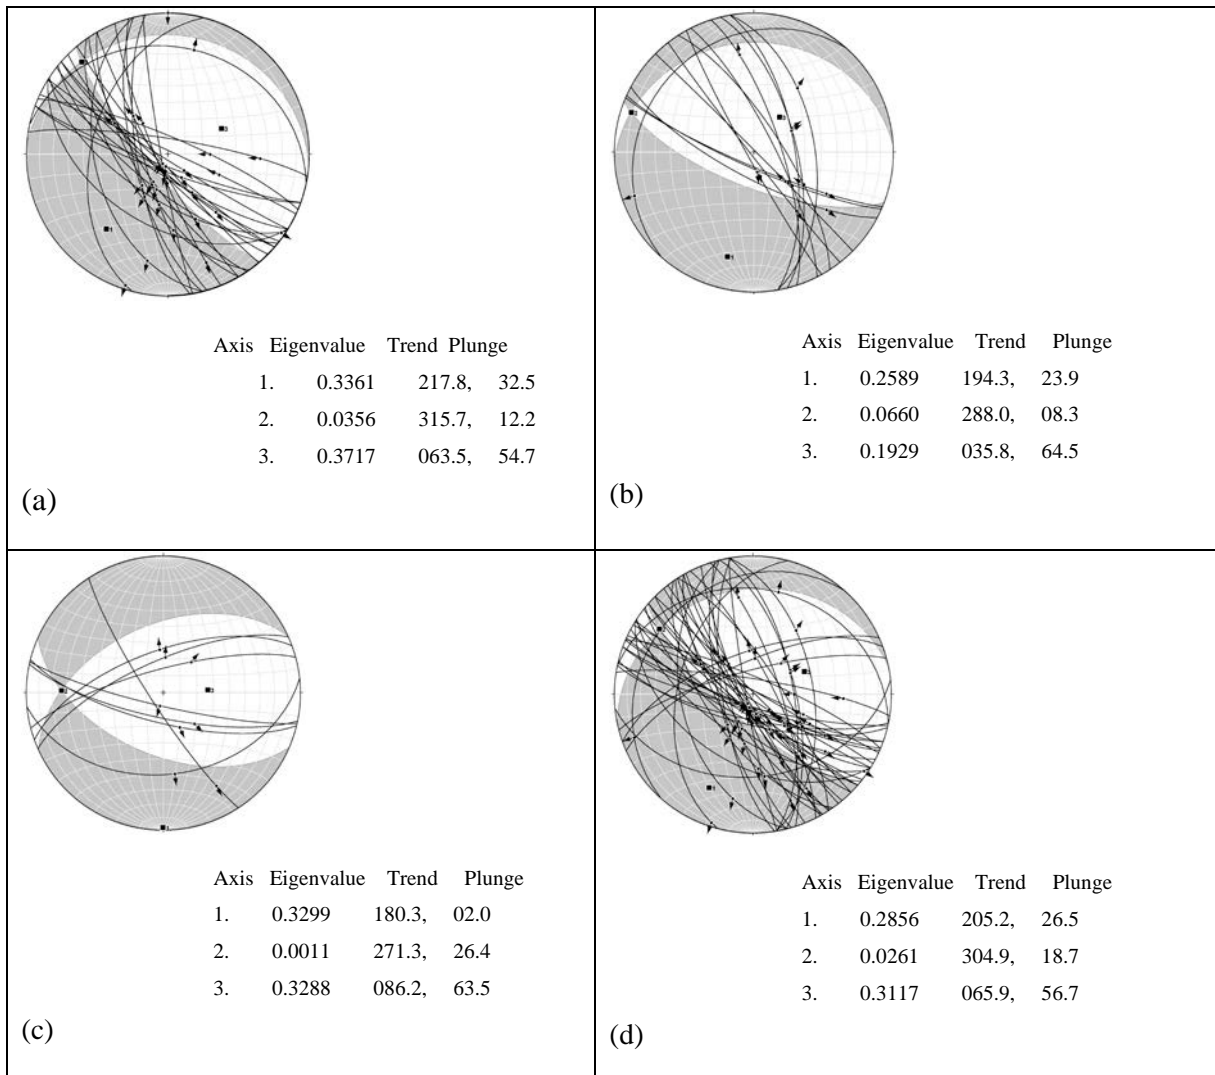 Axis Eigenvalue Trend Plunge
1. 0.3361 217.8, 32.5
2. 0.0356 315.7, 12.2
3. 0.3717 063.5, 54.7
(a)
Axis Eigenvalue Trend Plunge
1. 0.2589 194.3, 23.9
2. 0.0660 288.0, 08.3
3. 0.1929 035.8, 64.5
(b)
Axis Eigenvalue Trend Plunge
1. 0.3299 180.3, 02.0
2. 0.0011 271.3, 26.4
3. 0.3288 086.2, 63.5
(c)
Axis Eigenvalue Trend Plunge
1. 0.2856 205.2, 26.5
2. 0.0261 304.9, 18.7
3. 0.3117 065.9, 56.7
(d)